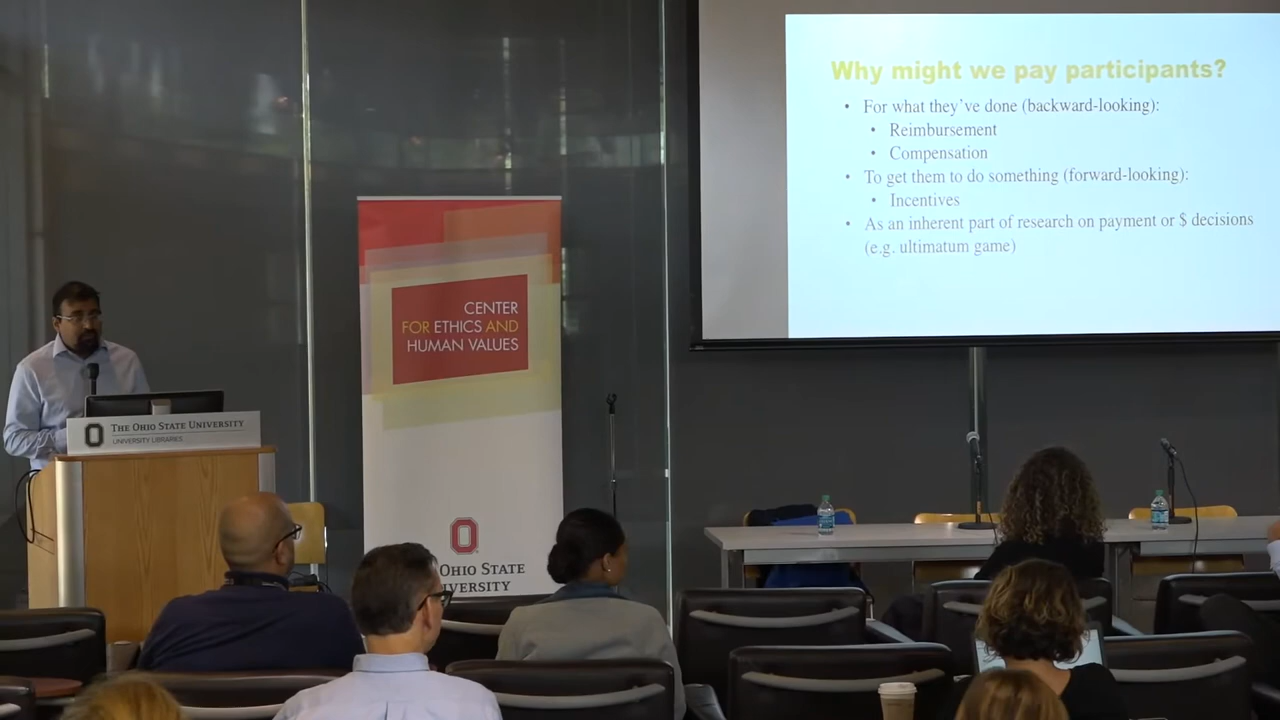 Why might we pay participants?
• For what they've done (backward-looking):
• Reimbursement
• Compensation
• To get them to do something (forward-looking):
• Incentives
• As an inherent part of research on payment or $ decisions
(e.g. ultimatum game)
CENTER
FOR ETHICS AND
HUMAN VALUES
THE OHIO STATE UNIVERSITY
UNIVERSITY LIBRARIES
OHIO STATE
VERSITY